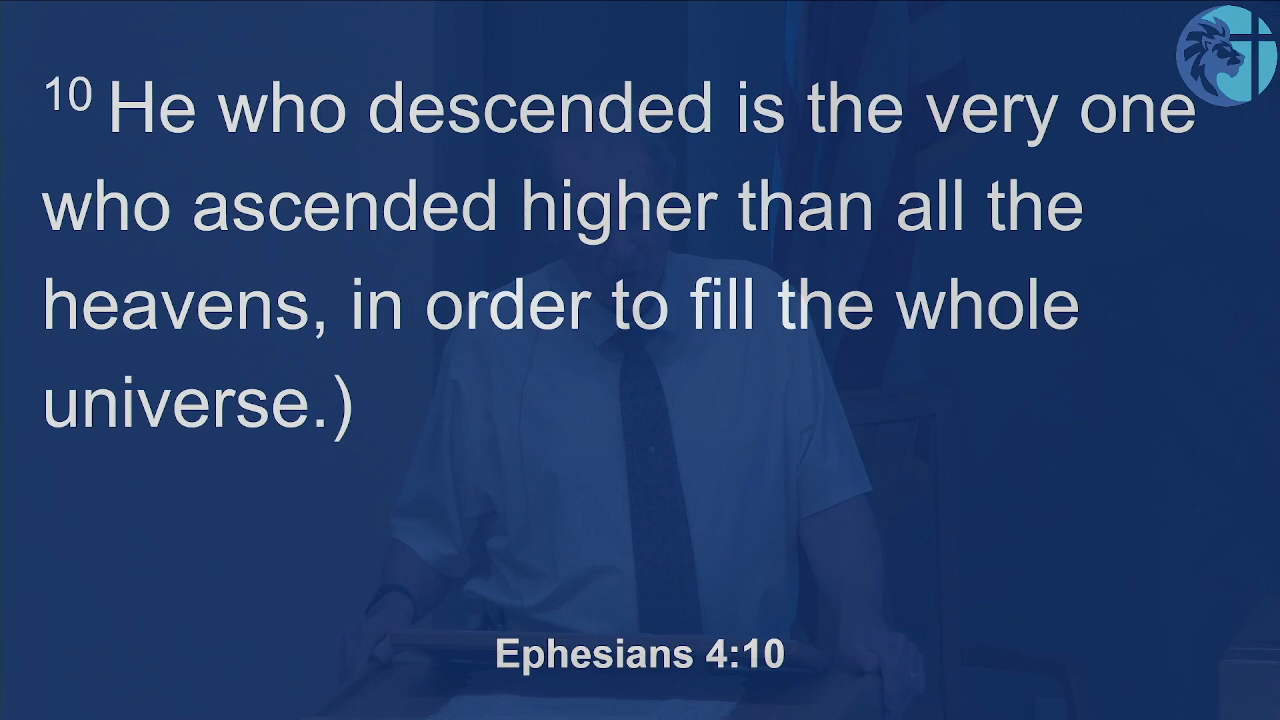 10 He who descended is the very one
who ascended higher than all the
heavens, in order to fill the whole
universe.)
Ephesians 4:10